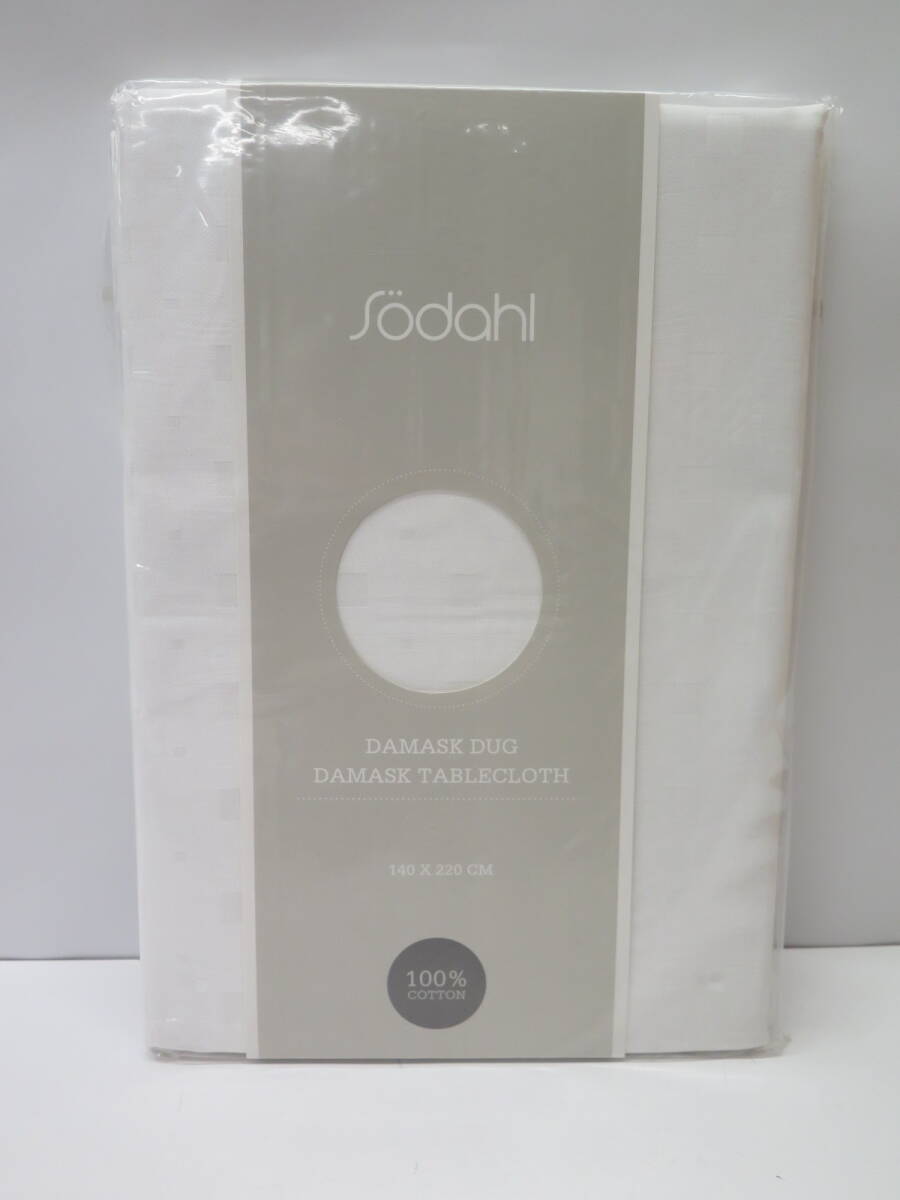 Södahl
DAMASK DUG
DAMASK TABLECLOTH
140 X 220 CM
100%
COTTON